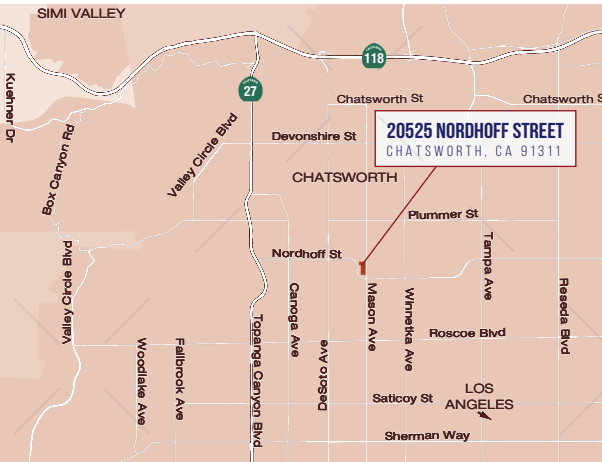 SIMI VALLEY
CALIFORNIA
118
CALIFORNIA
27
Kuehner Dr
Chatsworth St
Chatsworth S
Box Canyon Rd
Valley Circle Blvd
Devonshire St
20525 NORDHOFF STREET
CHATSWORTH, CA 91311
CHATSWORTH
Plummer St
Nordhoff St
Valley Circle Blvd
Tampa Ave
Canoga Ave
Mason Ave
Winnetka Ave
Reseda Blvd
Topanga Canyon Blvd
Roscoe Blvd
Woodlake Ave
Fallbrook Ave
DeSoto Ave
LOS
ANGELES
Saticoy St
Sherman Way